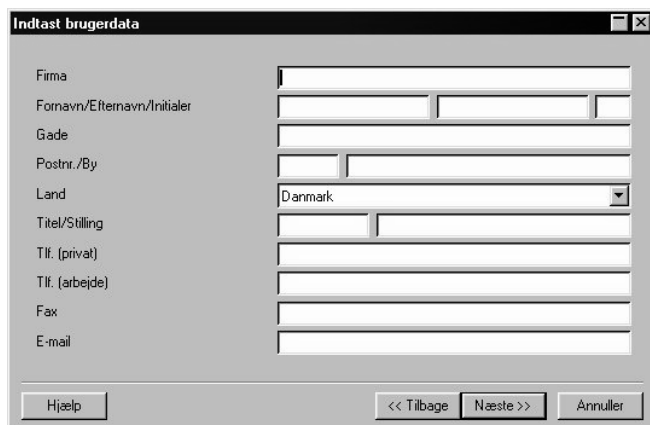 Indtast brugerdata
Firma
Fornavn/Efternavn/Initialer
Gade
Postnr./By
Land
Danmark
Titel/Stilling
Tlf. (privat)
Tlf. (arbejde)
Fax
E-mail
Hjælp
<< Tilbage
Næste >>
Annuller